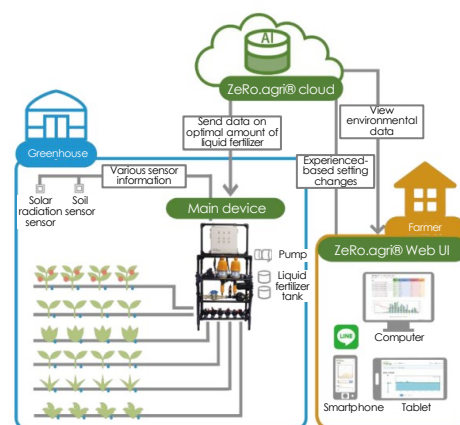 AI
ZeRo.agri® cloud
Send data on
optimal amount of
liquid fertilizer
View
environmental
data
Greenhouse
Various sensor
information
Experienced-
based setting
changes
Solar
radiation
sensor
Soil
sensor
Main device
Farmer
ZeRo.agri® Web UI
Pump
Liquid
fertilizer
tank
Computer
LINE
Smartphone
Tablet